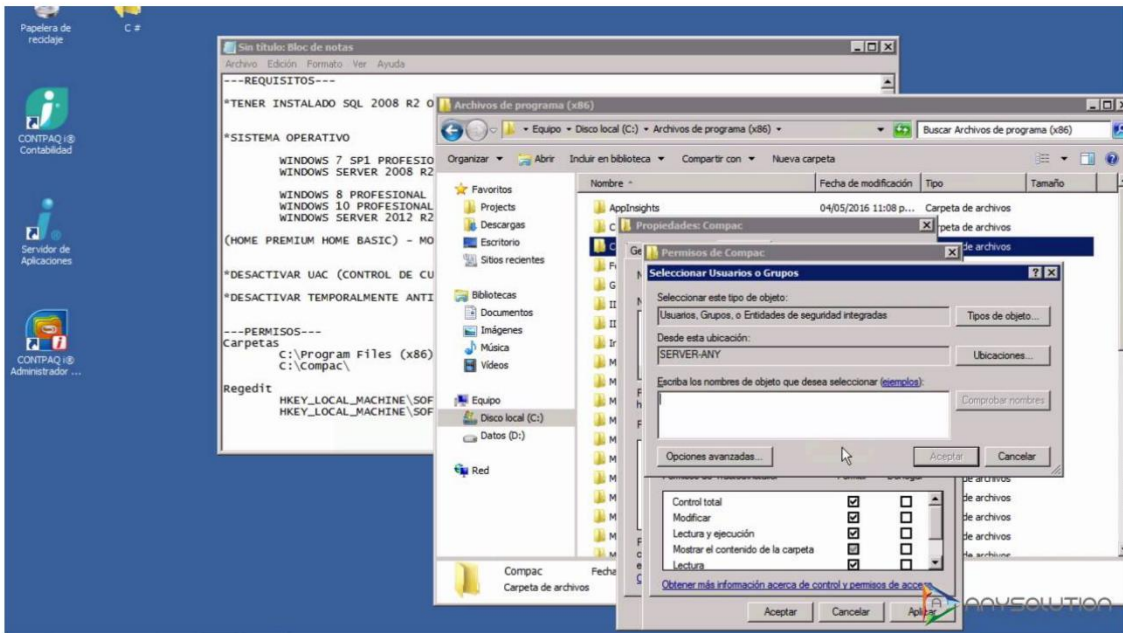 Papelera de
reciclaje
C #
CONTPAQ i®
Contabilidad
Servidor de
Aplicaciones
CONTPAQ i®
Administrador ...
Sin título: Bloc de notas
Archivo Edición Formato Ver Ayuda
---REQUISITOS---
*TENER INSTALADO SQL 2008 R2 O
*SISTEMA OPERATIVO
WINDOWS 7 SP1 PROFESIO
WINDOWS SERVER 2008 R2
WINDOWS 8 PROFESIONAL
WINDOWS 10 PROFESIONAL
WINDOWS SERVER 2012 R2
(HOME PREMIUM HOME BASIC) - MO
*DESACTIVAR UAC (CONTROL DE CU
*DESACTIVAR TEMPORALMENTE ANTI
---PERMISOS---
Carpetas
C:\Program Files (x86)
C:\Compac\
Regedit
HKEY_LOCAL_MACHINE\SOF
HKEY_LOCAL_MACHINE\SOF
Archivos de programa (x86)
Equipo Disco local (C:) Archivos de programa (x86)
Buscar Archivos de programa (x86)
Organizar Abrir Incluir en biblioteca Compartir con Nueva carpeta
Favoritos
Projects
Descargas
Escritorio
Sitios recientes
Bibliotecas
Documentos
Imágenes
Música
Vídeos
Equipo
Disco local (C:)
Datos (D:)
Red
Nombre Fecha de modificación Tipo Tamaño
AppInsights 04/05/2016 11:08 p... Carpeta de archivos
Propiedades: Compac
Permisos de Compac
Seleccionar Usuarios o Grupos
Seleccionar este tipo de objeto:
Usuarios, Grupos, o Entidades de seguridad integradas
Tipos de objeto...
Desde esta ubicación:
SERVER-ANY
Ubicaciones...
Escriba los nombres de objeto que desea seleccionar (ejemplos):
Comprobar nombres
Opciones avanzadas...
Aceptar
Cancelar
Control total
Modificar
Lectura y ejecución
Mostrar el contenido de la carpeta
Lectura
Obtener más información acerca de control y permisos de acce
Aceptar
Cancelar
Aplicar
Compac
Carpeta de archivos
Fecha
ANYSOLUTION